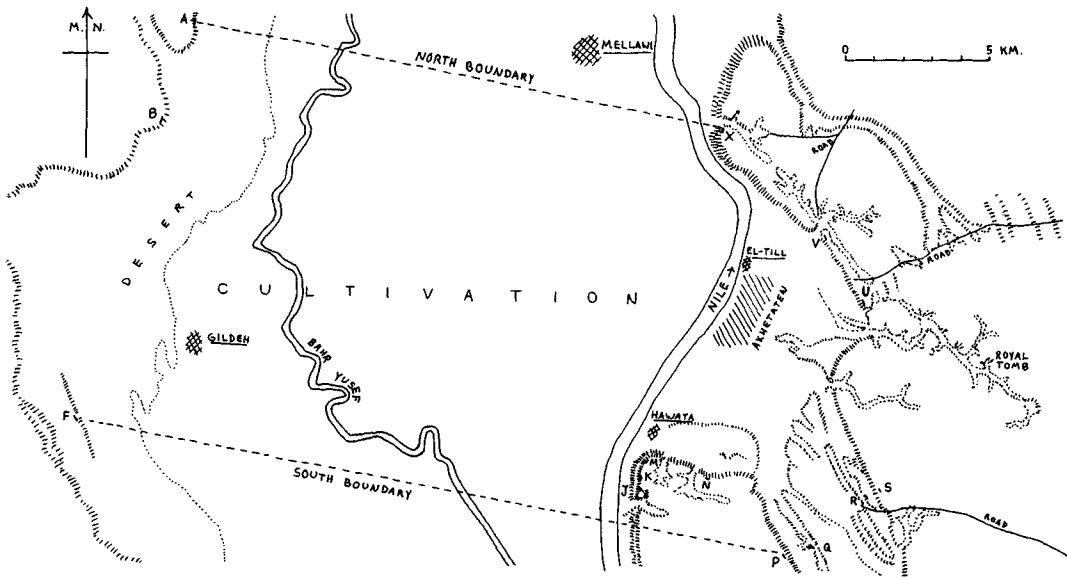 M. N.
A
NORTH BOUNDARY
MELLAWI
0 5 KM.
B
X
ROAD
DESERT
V
ROAD
EL-TILL
U
CULTIVATION
NILE
AKHETATEN
GILDEH
BAHR YUSEF
ROYAL
TOMB
F
HAWATA
SOUTH BOUNDARY
M
K
N
J
L
S
R
ROAD
Q
P